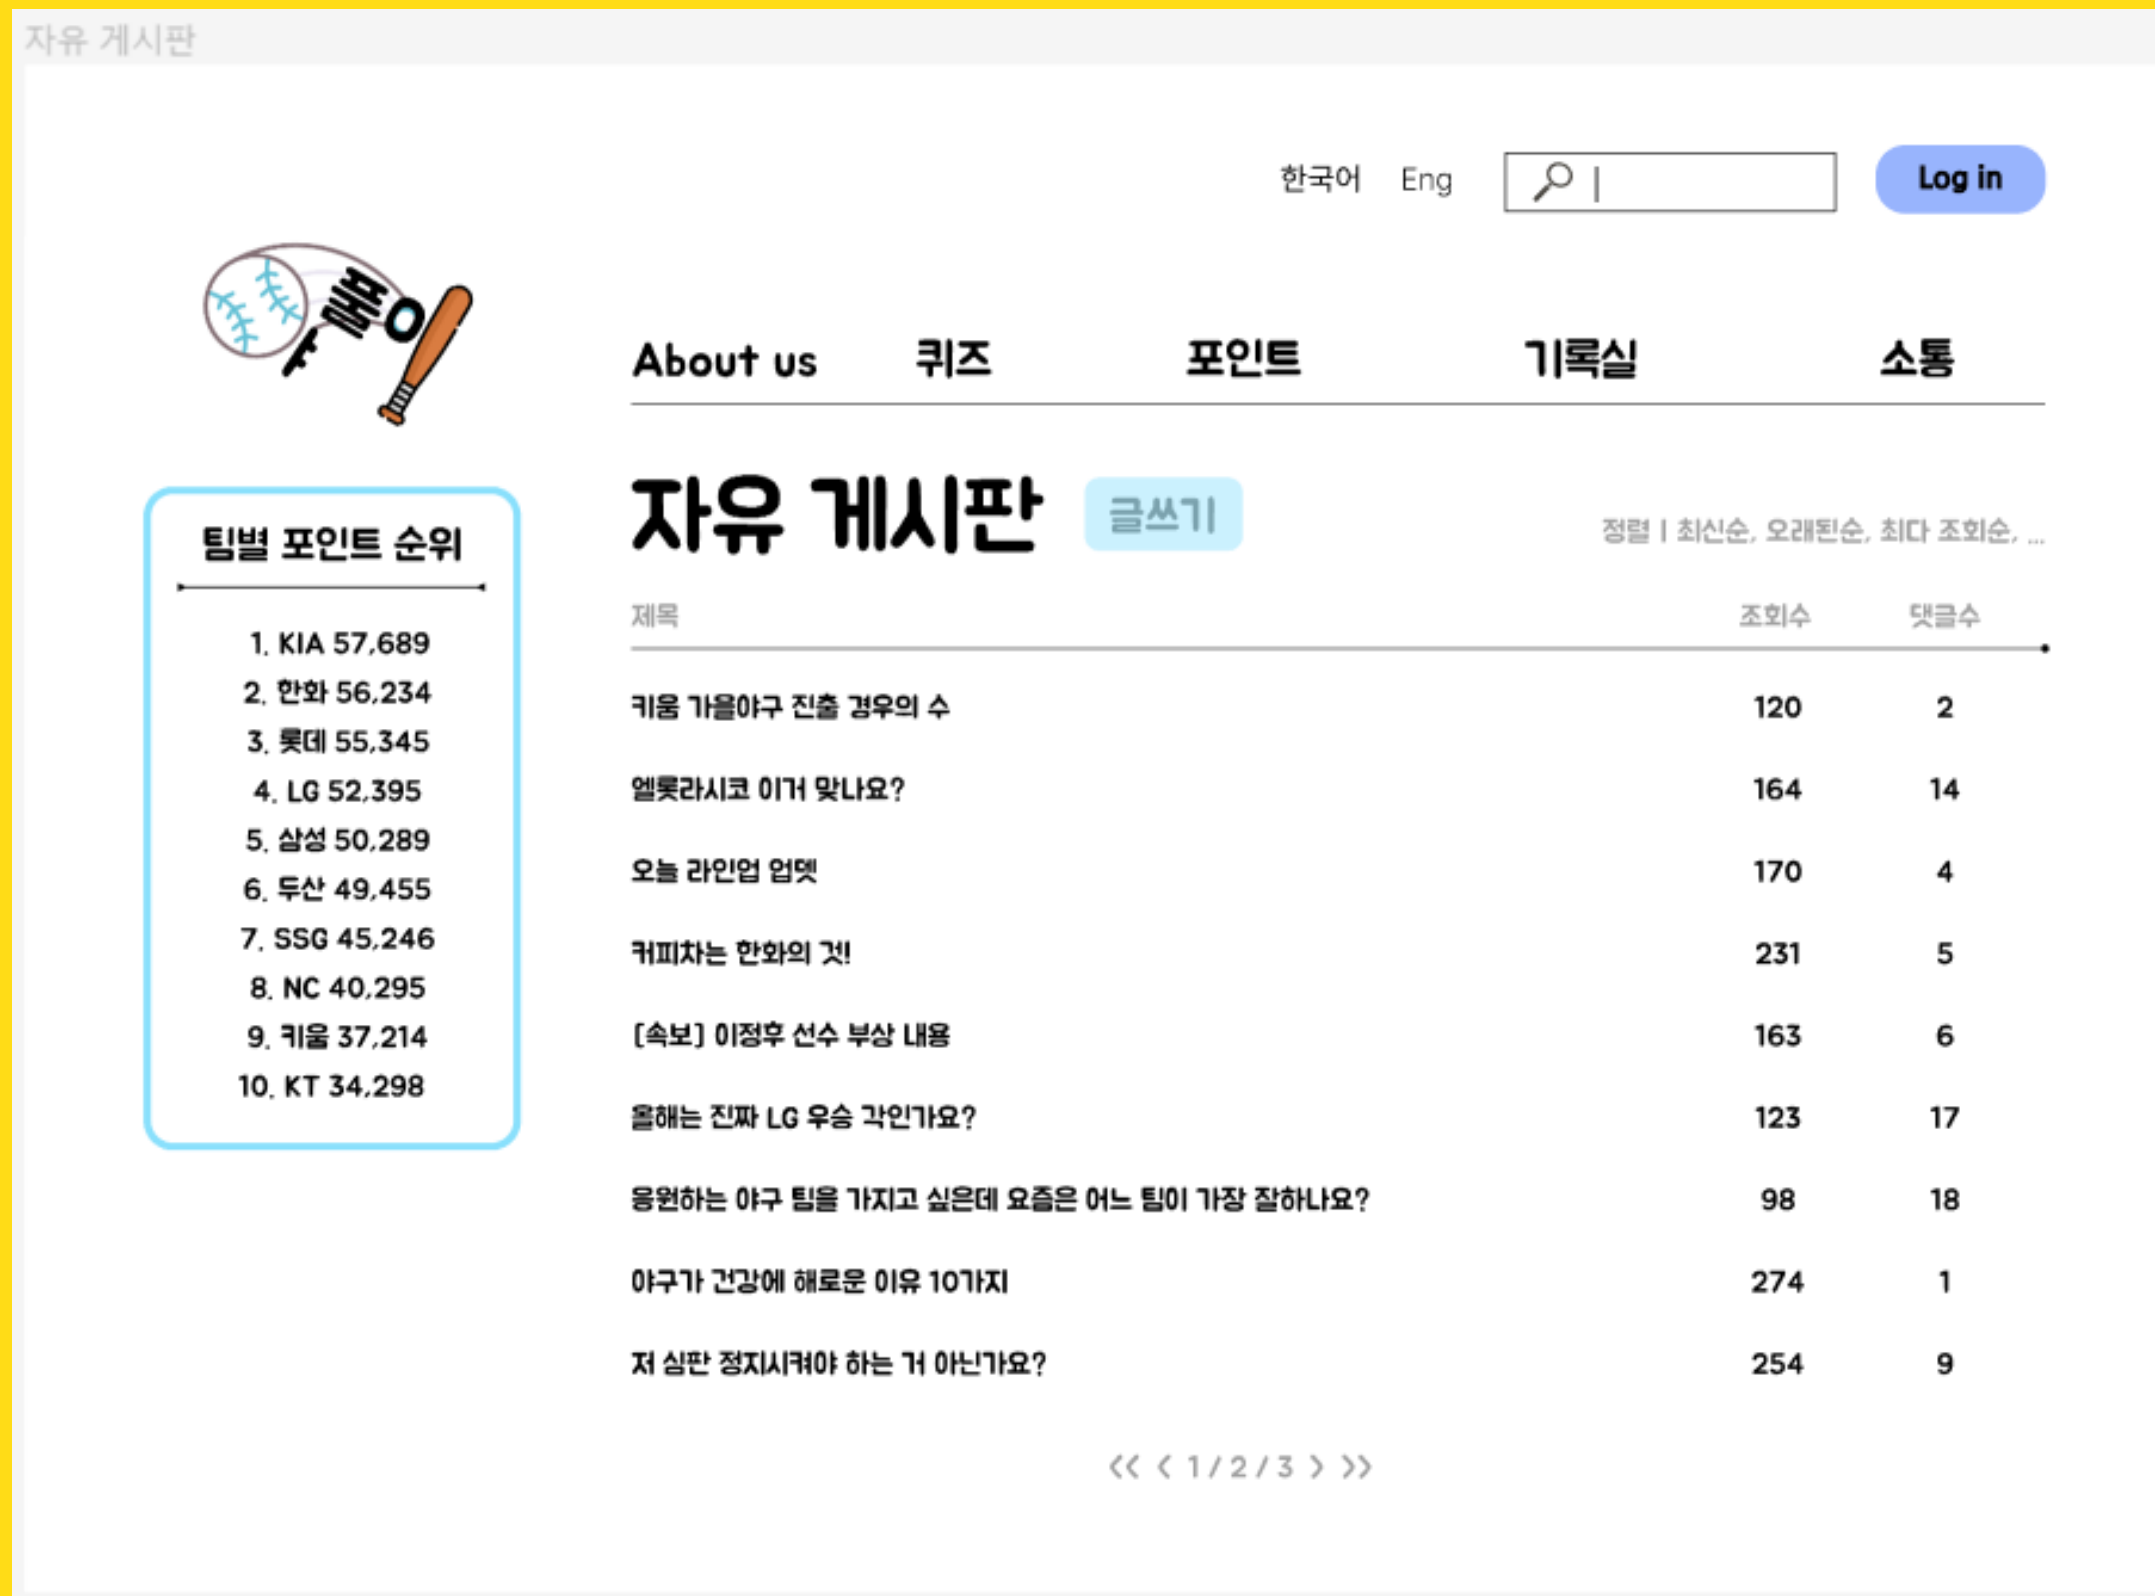 자유 게시판
한국어 Eng Log in
풀이
About us 퀴즈 포인트 기록실 소통
팀별 포인트 순위
1. KIA 57,689
2. 한화 56,234
3. 롯데 55,345
4. LG 52,395
5. 삼성 50,289
6. 두산 49,455
7. SSG 45,246
8. NC 40,295
9. 키움 37,214
10. KT 34,298
자유 게시판 글쓰기
정렬 | 최신순, 오래된순, 최다 조회순, ...
제목 조회수 댓글수
키움 가을야구 진출 경우의 수 120 2
엘롯라시코 이거 맞나요? 164 14
오늘 라인업 업뎃 170 4
커피차는 한화의 것! 231 5
[속보] 이정후 선수 부상 내용 163 6
올해는 진짜 LG 우승 각인가요? 123 17
응원하는 야구 팀을 가지고 싶은데 요즘은 어느 팀이 가장 잘하나요? 98 18
야구가 건강에 해로운 이유 10가지 274 1
저 심판 정지시켜야 하는 거 아닌가요? 254 9
<< < 1 / 2 / 3 > >>